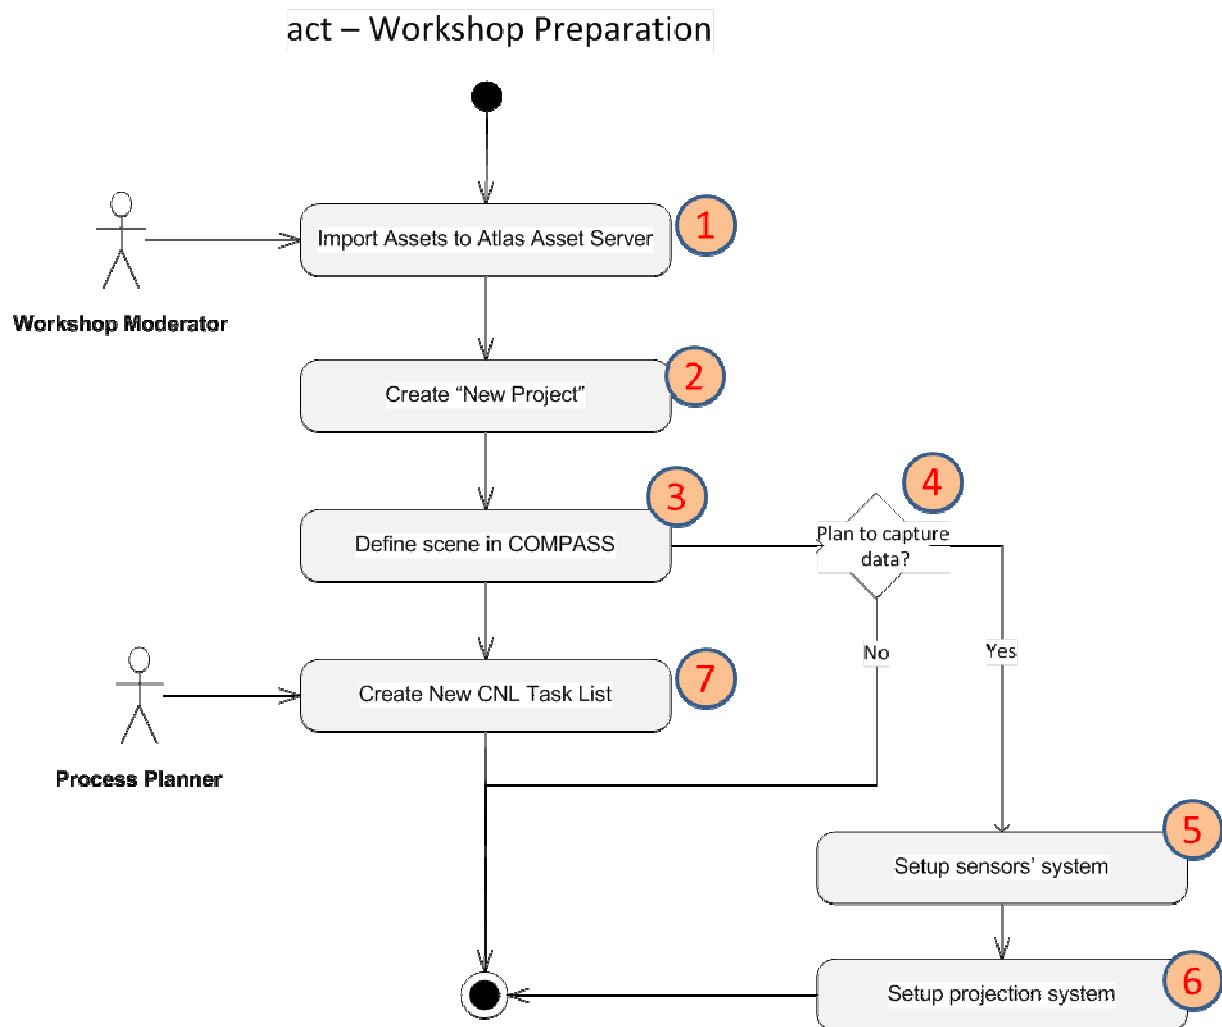 act – Workshop Preparation
1
Import Assets to Atlas Asset Server
Workshop Moderator
2
Create “New Project”
3
4
Define scene in COMPASS
Plan to capture
data?
No
Yes
7
Create New CNL Task List
Process Planner
5
Setup sensors’ system
6
Setup projection system